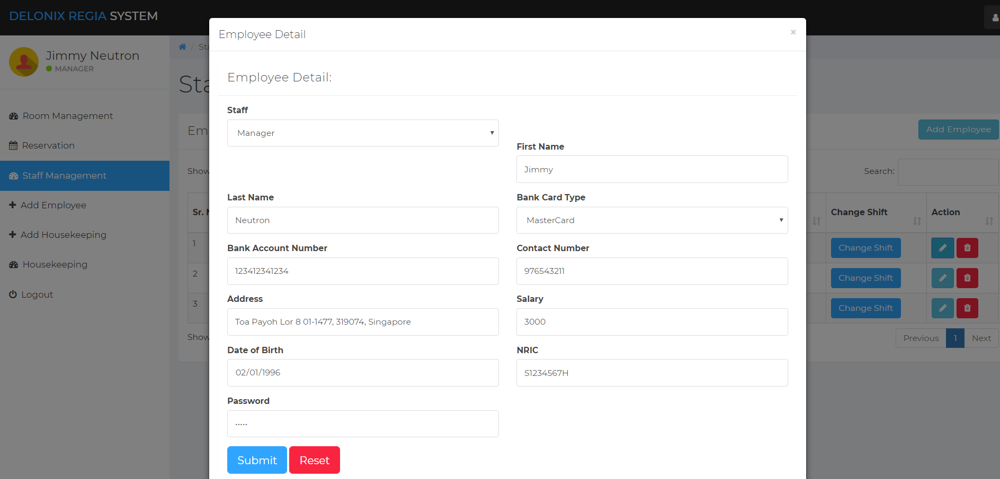 DELONIX REGIA SYSTEM
Jimmy Neutron
MANAGER
Room Management
Reservation
Staff Management
Add Employee
Add Housekeeping
Housekeeping
Logout
/ Sta
Sta
Em
Add Employee
Show
Search:
Sr. N
Change Shift
Action
1
Change Shift
2
Change Shift
3
Change Shift
Show
Previous 1 Next
Employee Detail
×
Employee Detail:
Staff
Manager
First Name
Jimmy
Last Name
Neutron
Bank Card Type
MasterCard
Bank Account Number
123412341234
Contact Number
976543211
Address
Toa Payoh Lor 8 01-1477, 319074, Singapore
Salary
3000
Date of Birth
02/01/1996
NRIC
S1234567H
Password
.....
Submit
Reset